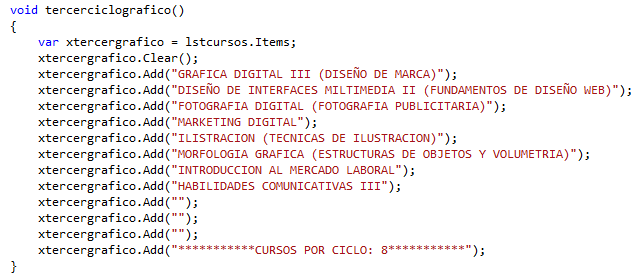 void tercerciclografico()
{
    var xtercergrafico = lstcursos.Items;
    xtercergrafico.Clear();
    xtercergrafico.Add("GRAFICA DIGITAL III (DISEÑO DE MARCA)");
    xtercergrafico.Add("DISEÑO DE INTERFACES MILTIMEDIA II (FUNDAMENTOS DE DISEÑO WEB)");
    xtercergrafico.Add("FOTOGRAFIA DIGITAL (FOTOGRAFIA PUBLICITARIA)");
    xtercergrafico.Add("MARKETING DIGITAL");
    xtercergrafico.Add("ILISTRACION (TECNICAS DE ILUSTRACION)");
    xtercergrafico.Add("MORFOLOGIA GRAFICA (ESTRUCTURAS DE OBJETOS Y VOLUMETRIA)");
    xtercergrafico.Add("INTRODUCCION AL MERCADO LABORAL");
    xtercergrafico.Add("HABILIDADES COMUNICATIVAS III");
    xtercergrafico.Add("");
    xtercergrafico.Add("");
    xtercergrafico.Add("");
    xtercergrafico.Add("***********CURSOS POR CICLO: 8***********");
}